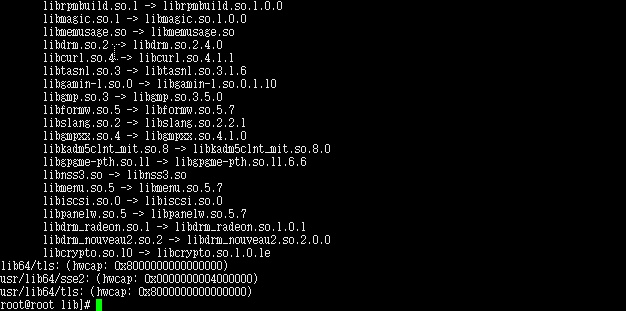 librpmbuild.so.1 -> librpmbuild.so.1.0.0
libmagic.so.1 -> libmagic.so.1.0.0
libmemusage.so -> libmemusage.so
libdrm.so.2 -> libdrm.so.2.4.0
libcurl.so.4 -> libcurl.so.4.1.1
libtasn1.so.3 -> libtasn1.so.3.1.6
libgamin-1.so.0 -> libgamin-1.so.0.1.10
libgmp.so.3 -> libgmp.so.3.5.0
libformw.so.5 -> libformw.so.5.7
libslang.so.2 -> libslang.so.2.2.1
libgmpxx.so.4 -> libgmpxx.so.4.1.0
libkadm5clnt_mit.so.8 -> libkadm5clnt_mit.so.8.0
libgpgme-pth.so.11 -> libgpgme-pth.so.11.6.6
libnss3.so -> libnss3.so
libmenu.so.5 -> libmenu.so.5.7
libiscsi.so.0 -> libiscsi.so.0
libpanelw.so.5 -> libpanelw.so.5.7
libdrm_radeon.so.1 -> libdrm_radeon.so.1.0.1
libdrm_nouveau2.so.2 -> libdrm_nouveau2.so.2.0.0
libcrypto.so.10 -> libcrypto.so.1.0.1e
lib64/tls: (hwcap: 0x8000000000000000)
usr/lib64/sse2: (hwcap: 0x0000000004000000)
usr/lib64/tls: (hwcap: 0x8000000000000000)
root@root lib]#